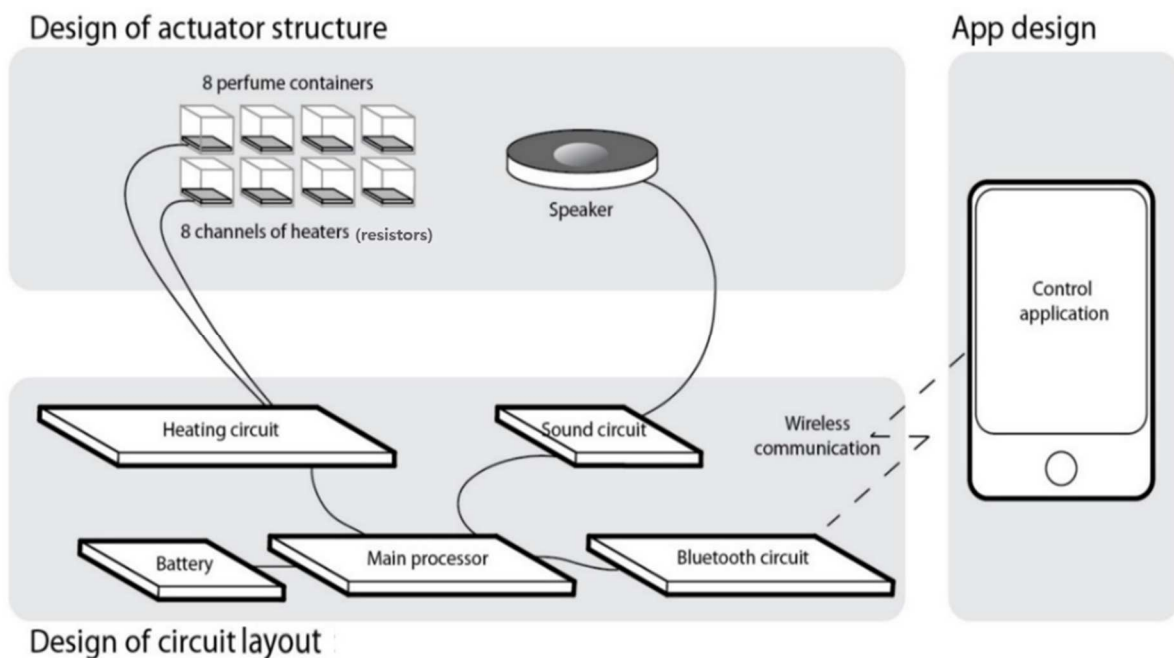 Design of actuator structure
8 perfume containers
8 channels of heaters (resistors)
Speaker
App design
Control
application
Wireless
communication
Heating circuit
Sound circuit
Battery
Main processor
Bluetooth circuit
Design of circuit layout